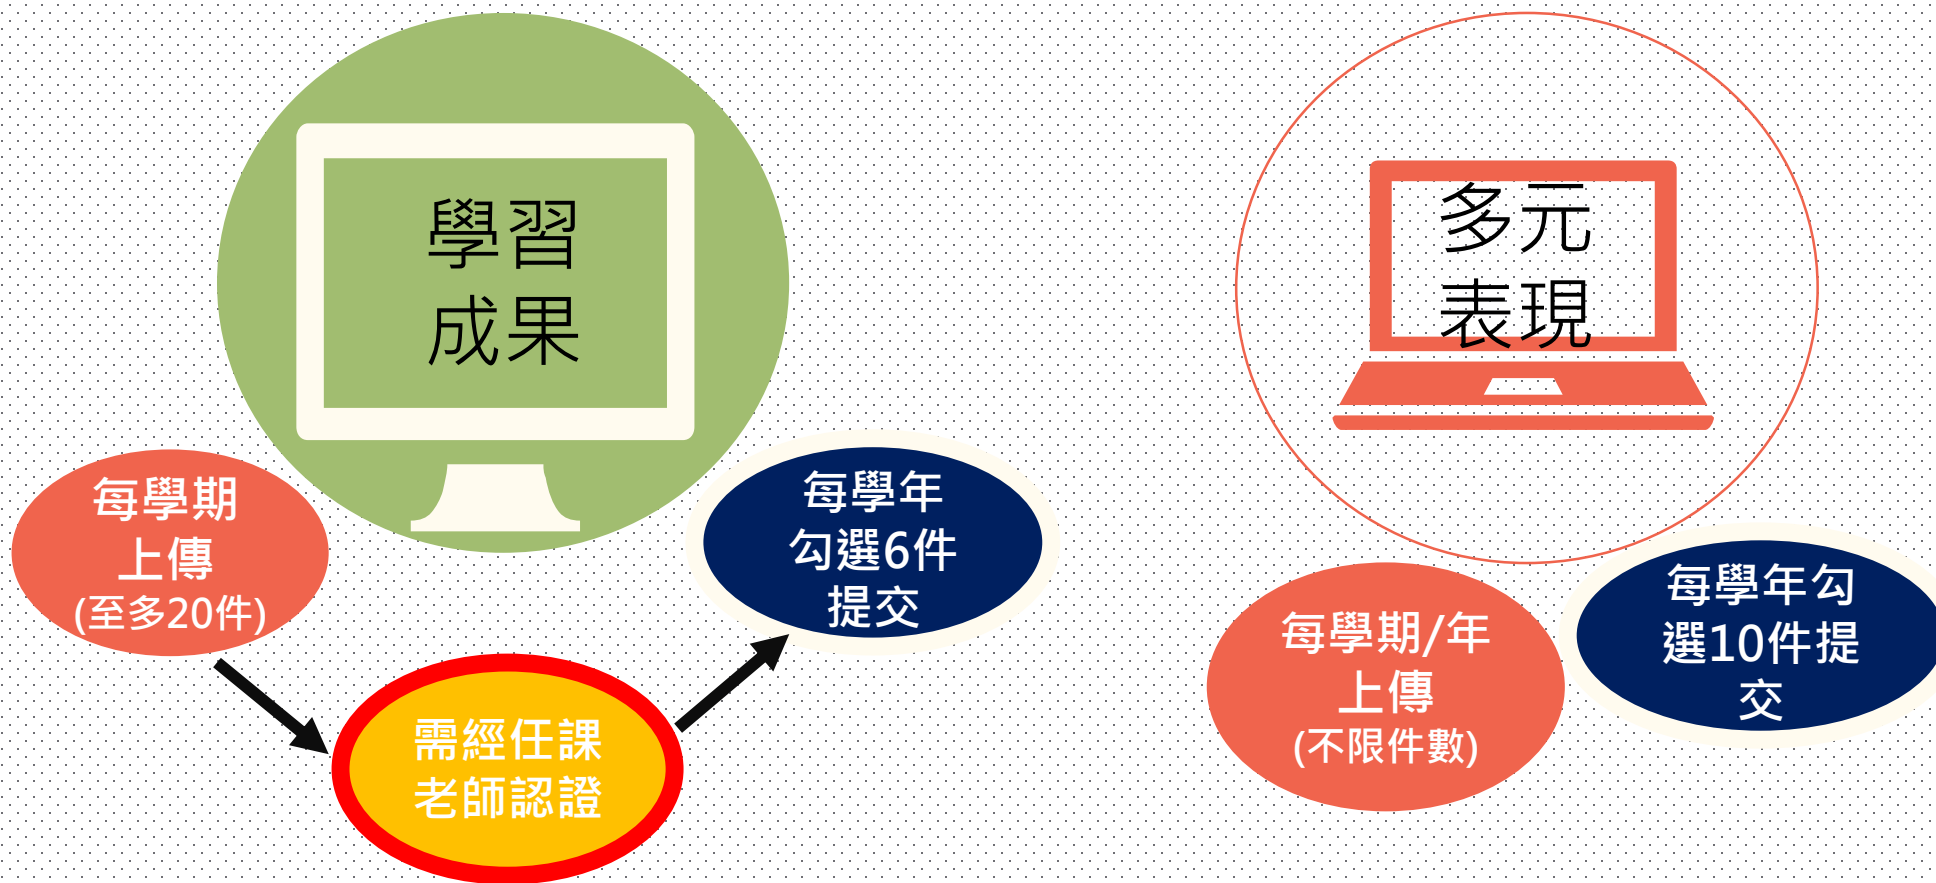 學習
成果
每學期
上傳
(至多20件)
需經任課
老師認證
每學年
勾選6件
提交
多元
表現
每學期/年
上傳
(不限件數)
每學年勾
選10件提
交